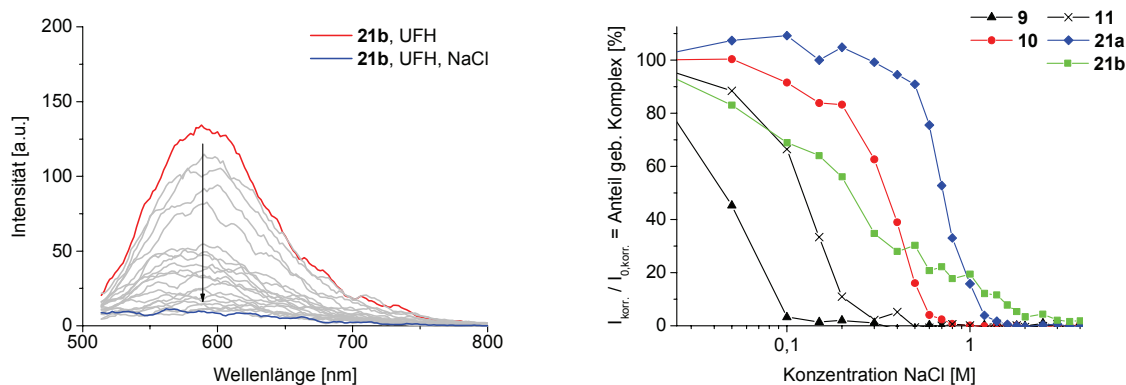 200
150
100
50
0
500
600
700
800
Intensität [a.u.]
Wellenlänge [nm]
21b, UFH
21b, UFH, NaCl
120
100
80
60
40
20
0
0,1
1
I korr. / I 0,korr. = Anteil geb. Komplex [%]
Konzentration NaCl [M]
9 11
10 21a
21b